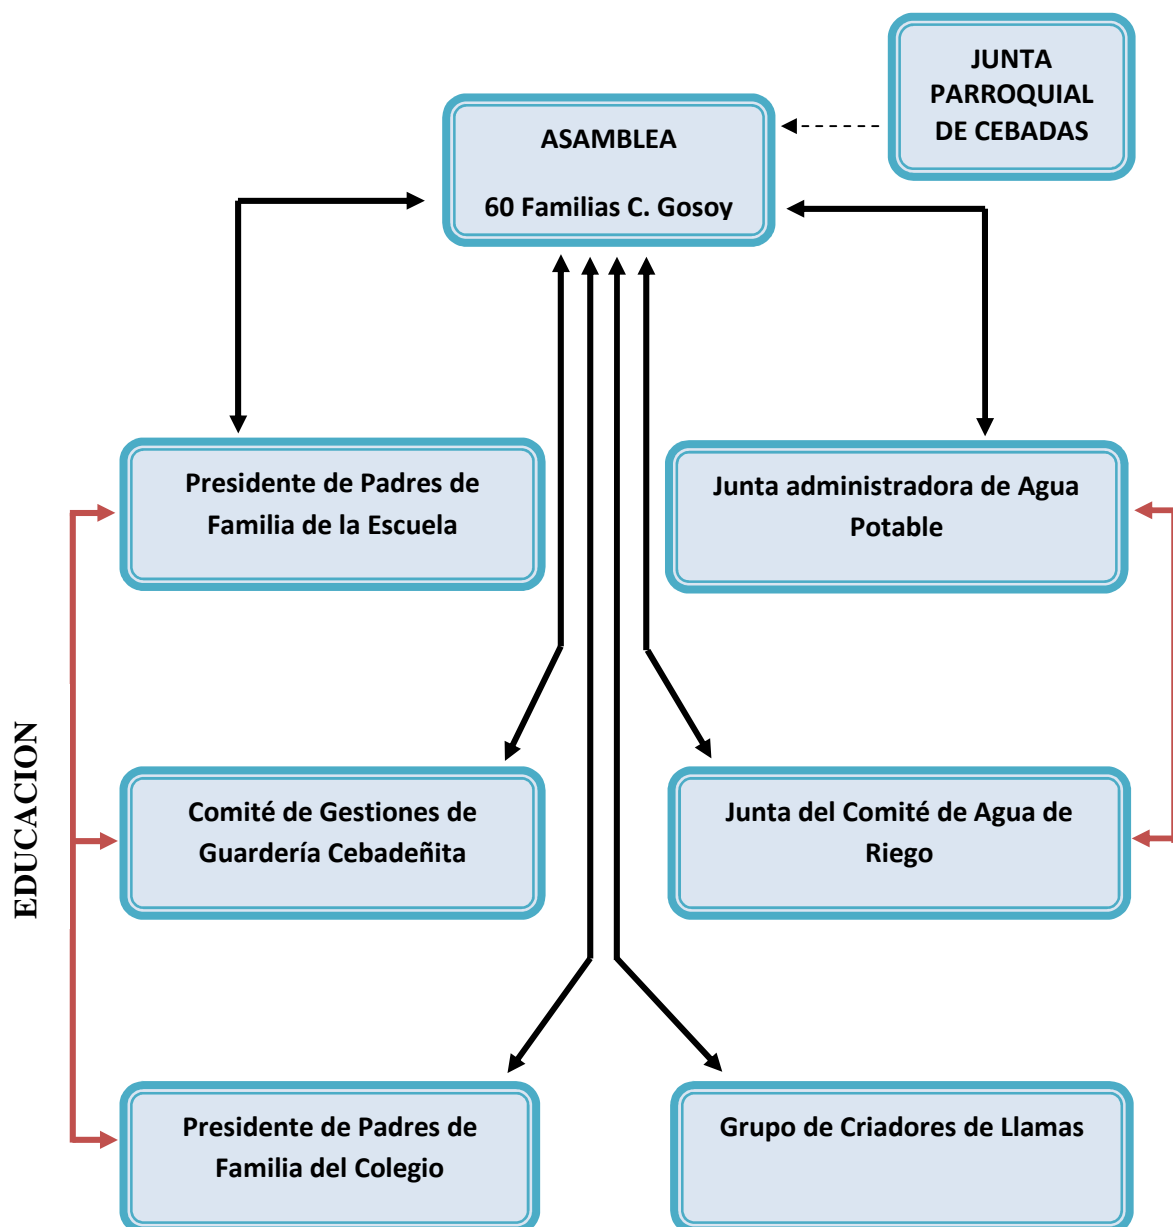 JUNTA
PARROQUIAL
DE CEBADAS
ASAMBLEA
60 Familias C. Gosoy
Presidente de Padres de
Familia de la Escuela
Junta administradora de Agua
Potable
EDUCACION
Comité de Gestiones de
Guardería Cebadeñita
Junta del Comité de Agua de
Riego
Presidente de Padres de
Familia del Colegio
Grupo de Criadores de Llamas